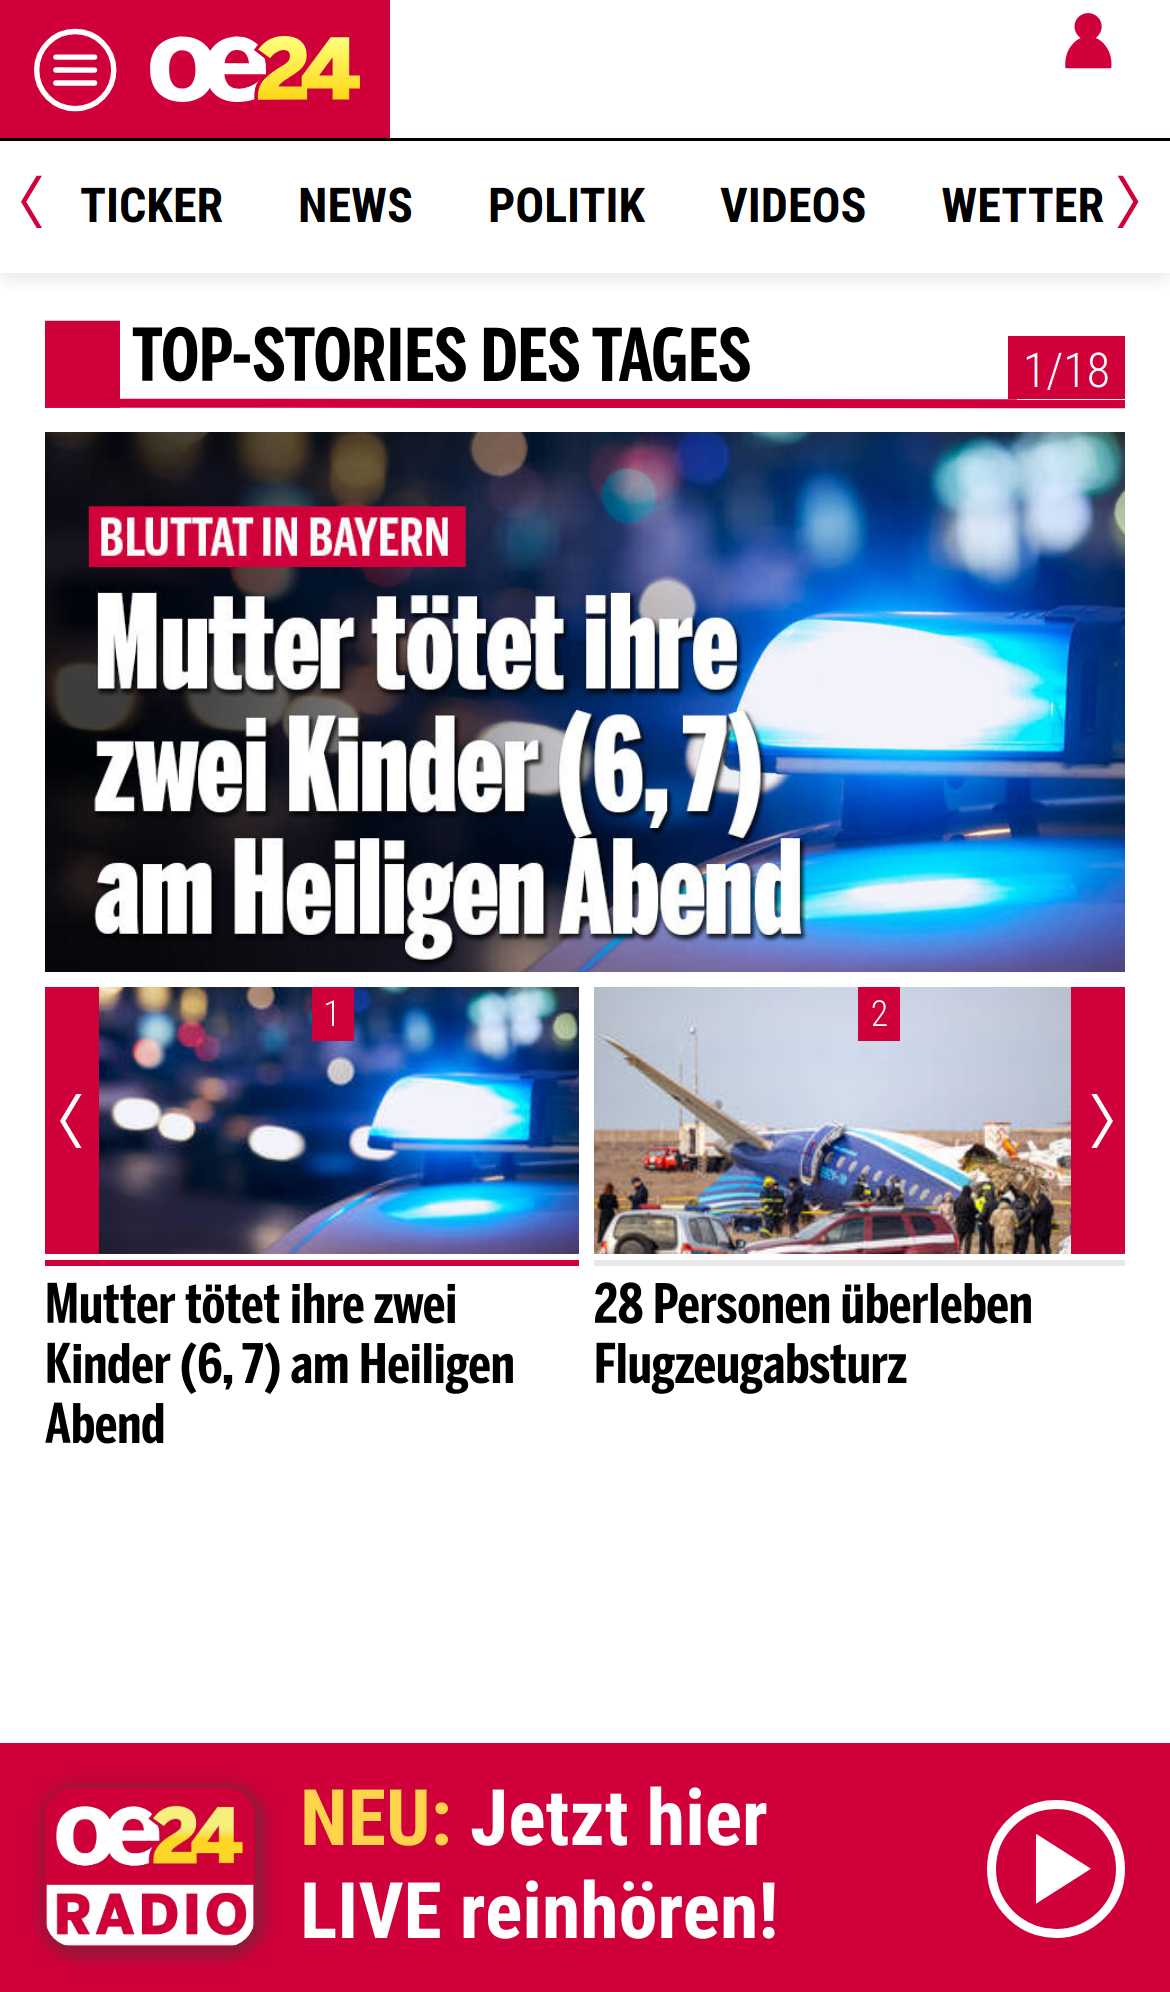 oe24
TICKER NEWS POLITIK VIDEOS WETTER
TOP-STORIES DES TAGES
1/18
BLUTTAT IN BAYERN
Mutter tötet ihre
zwei Kinder (6, 7)
am Heiligen Abend
1
2
Mutter tötet ihre zwei
Kinder (6, 7) am Heiligen
Abend
28 Personen überleben
Flugzeugabsturz
oe24
RADIO
NEU: Jetzt hier
LIVE reinhören!